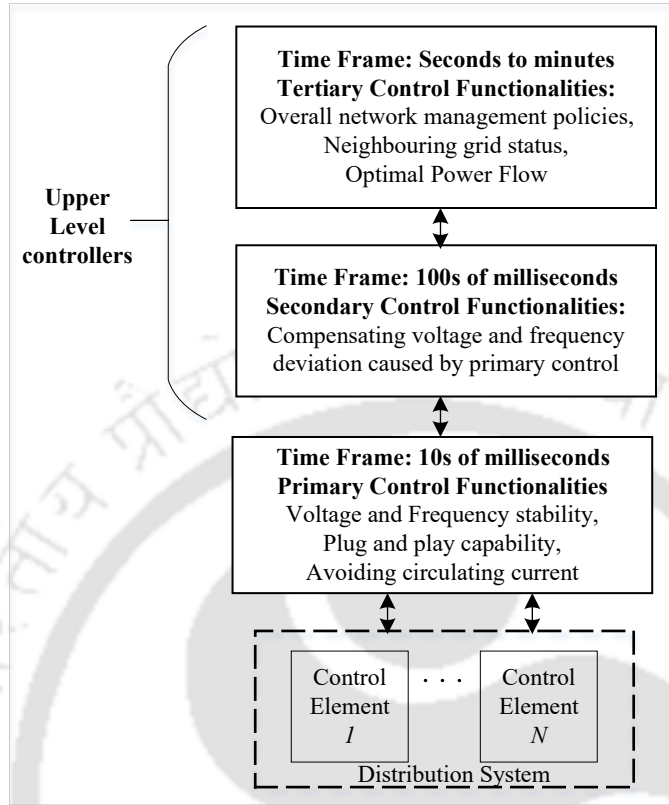 Time Frame: Seconds to minutes
Tertiary Control Functionalities:
Overall network management policies,
Neighbouring grid status,
Optimal Power Flow
Upper
Level
controllers
Time Frame: 100s of milliseconds
Secondary Control Functionalities:
Compensating voltage and frequency
deviation caused by primary control
Time Frame: 10s of milliseconds
Primary Control Functionalities
Voltage and Frequency stability,
Plug and play capability,
Avoiding circulating current
Control
Element
1
. . .
Control
Element
N
Distribution System